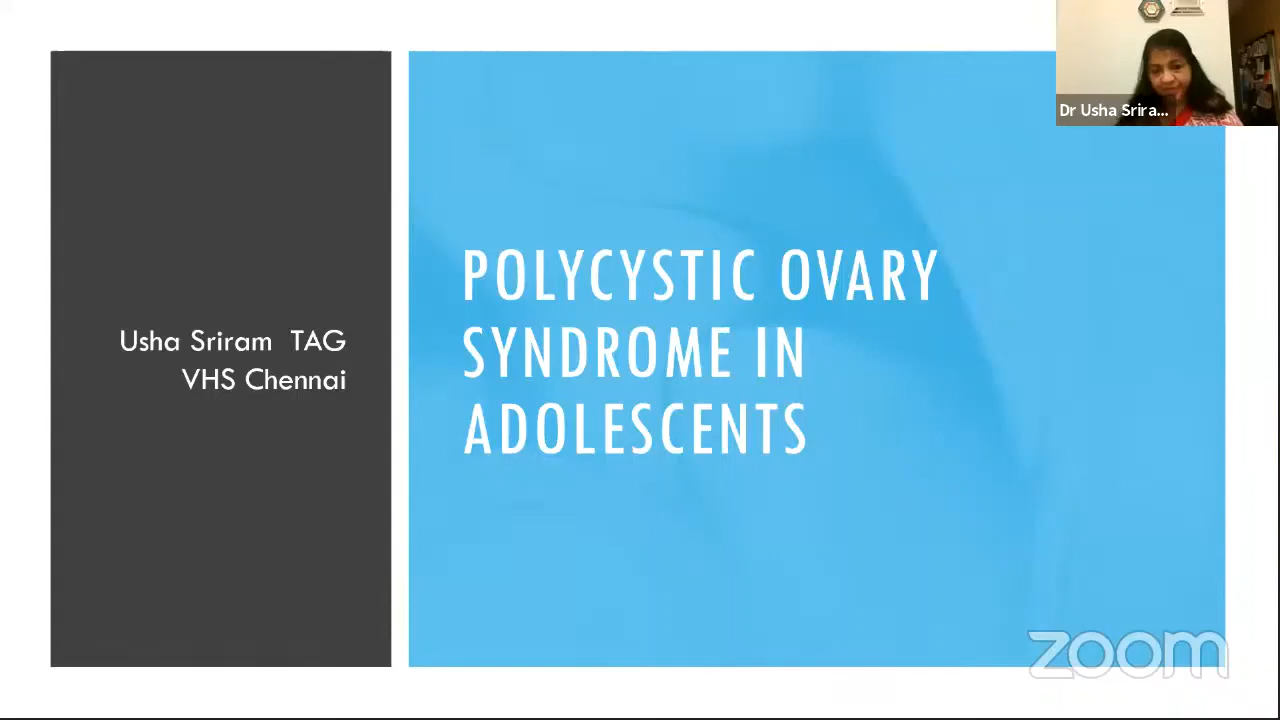 Dr Usha Srira...
Usha Sriram TAG
VHS Chennai
POLYCYSTIC OVARY
SYNDROME IN
ADOLESCENTS
zoom